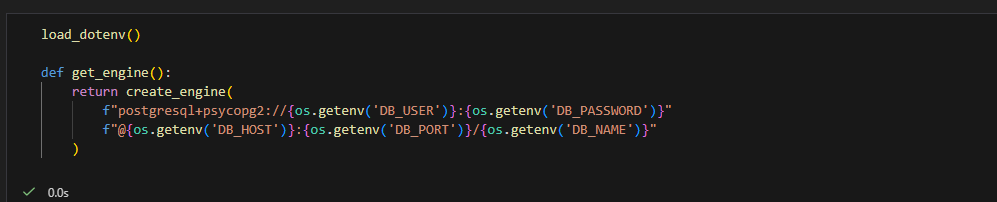 load_dotenv()
def get_engine():
return create_engine(
f"postgresql+psycopg2://{os.getenv('DB_USER')}:{os.getenv('DB_PASSWORD')}"
f"@{os.getenv('DB_HOST')}:{os.getenv('DB_PORT')}/{os.getenv('DB_NAME')}"
)
0.0s